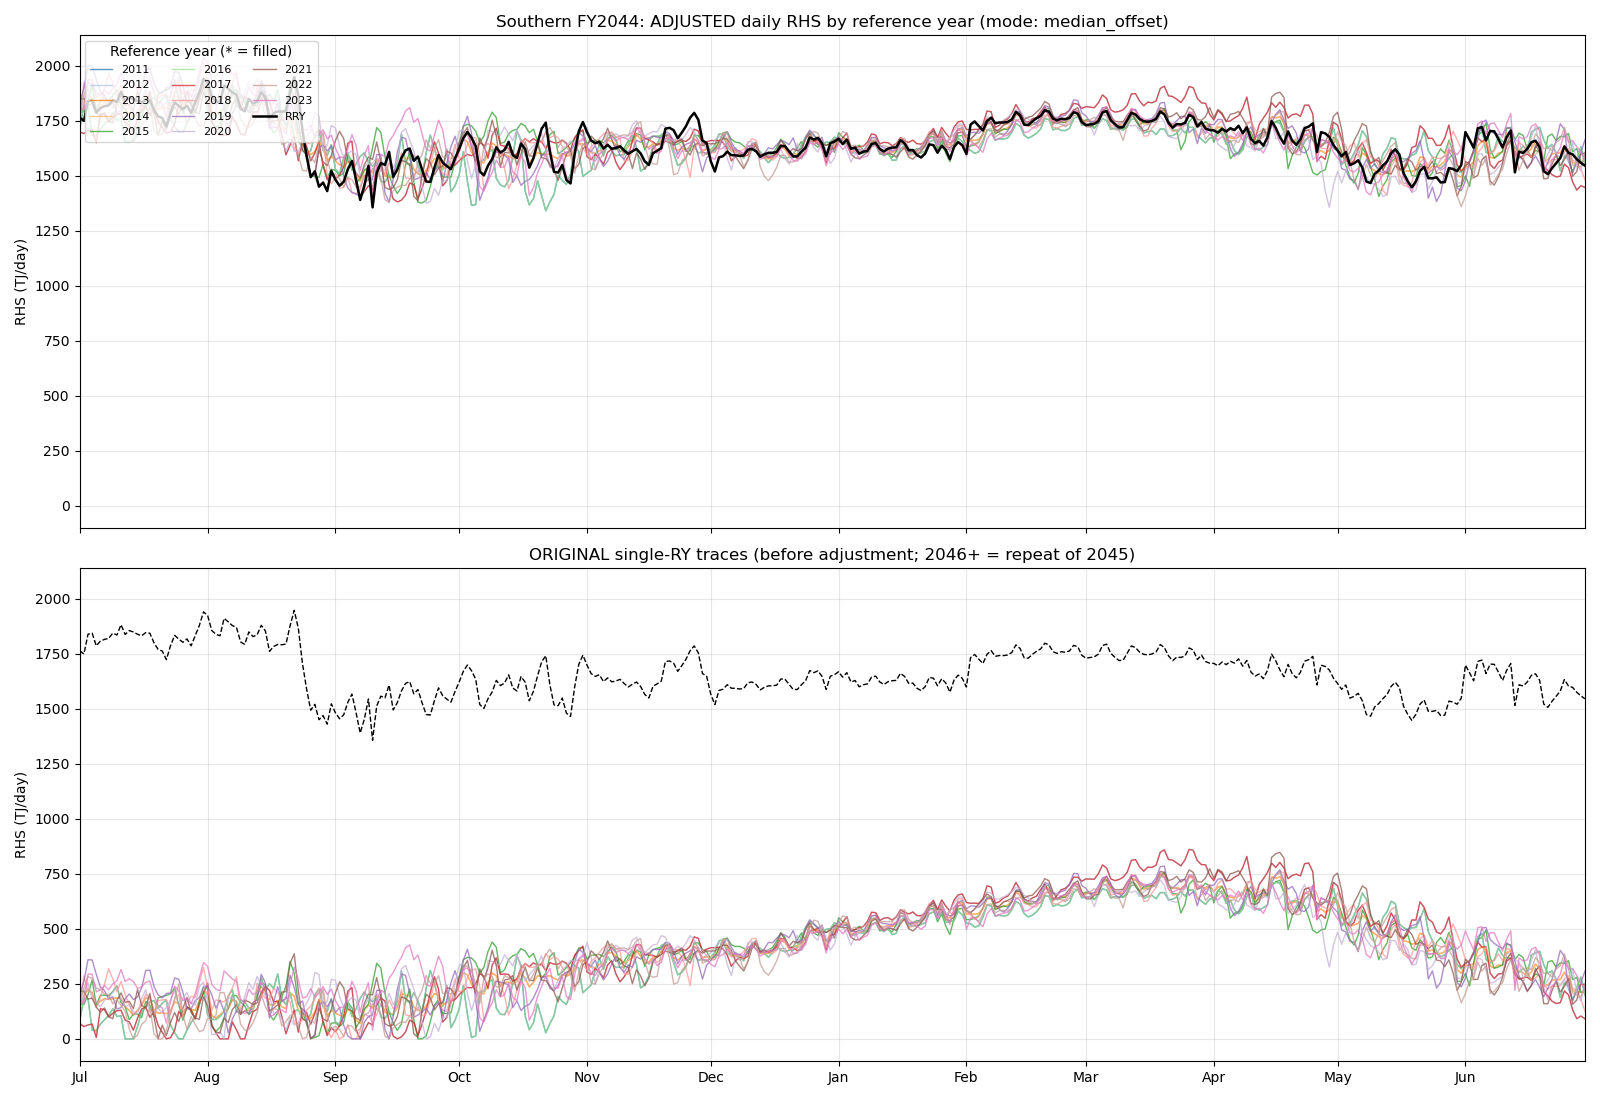 Southern FY2044: ADJUSTED daily RHS by reference year (mode: median_offset)
Reference year (* = filled)
2011 2016 2021
2012 2017 2022
2013 2018 2023
2014 2019 RRY
2015 2020
2000
1750
1500
1250
1000
750
500
250
0
RHS (TJ/day)
ORIGINAL single-RY traces (before adjustment; 2046+ = repeat of 2045)
2000
1750
1500
1250
1000
750
500
250
0
RHS (TJ/day)
Jul Aug Sep Oct Nov Dec Jan Feb Mar Apr May Jun